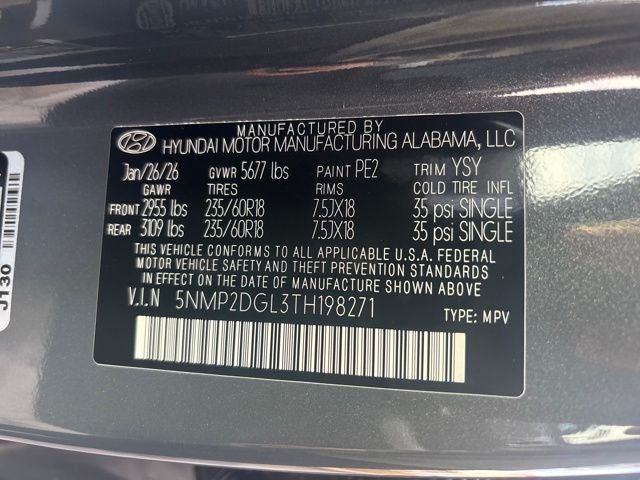 MANUFACTURED BY
HYUNDAI MOTOR MANUFACTURING ALABAMA, LLC
Jan/26/26 GVWR 5677 lbs PAINT PE2 TRIM YSY
GAWR TIRES RIMS COLD TIRE INFL
FRONT 2955 lbs 235/60R18 7.5JX18 35 psi SINGLE
REAR 3109 lbs 235/60R18 7.5JX18 35 psi SINGLE
THIS VEHICLE CONFORMS TO ALL APPLICABLE U.S.A. FEDERAL
MOTOR VEHICLE SAFETY AND THEFT PREVENTION STANDARDS
IN EFFECT ON THE DATE OF MANUFACTURE SHOWN ABOVE.
V.I.N 5NMP2DGL3TH198271
TYPE: MPV
J130